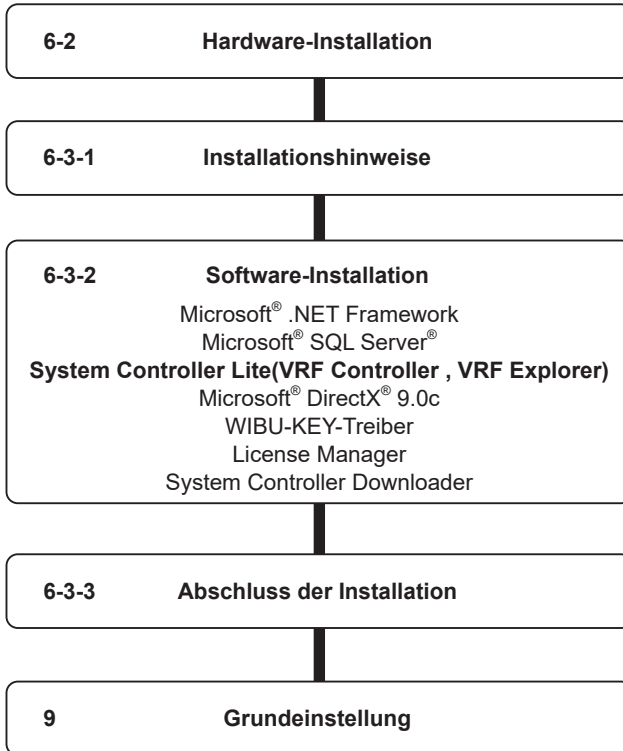 6-2 Hardware-Installation
6-3-1 Installationshinweise
6-3-2 Software-Installation
Microsoft® .NET Framework
Microsoft® SQL Server®
System Controller Lite(VRF Controller , VRF Explorer)
Microsoft® DirectX® 9.0c
WIBU-KEY-Treiber
License Manager
System Controller Downloader
6-3-3 Abschluss der Installation
9 Grundeinstellung